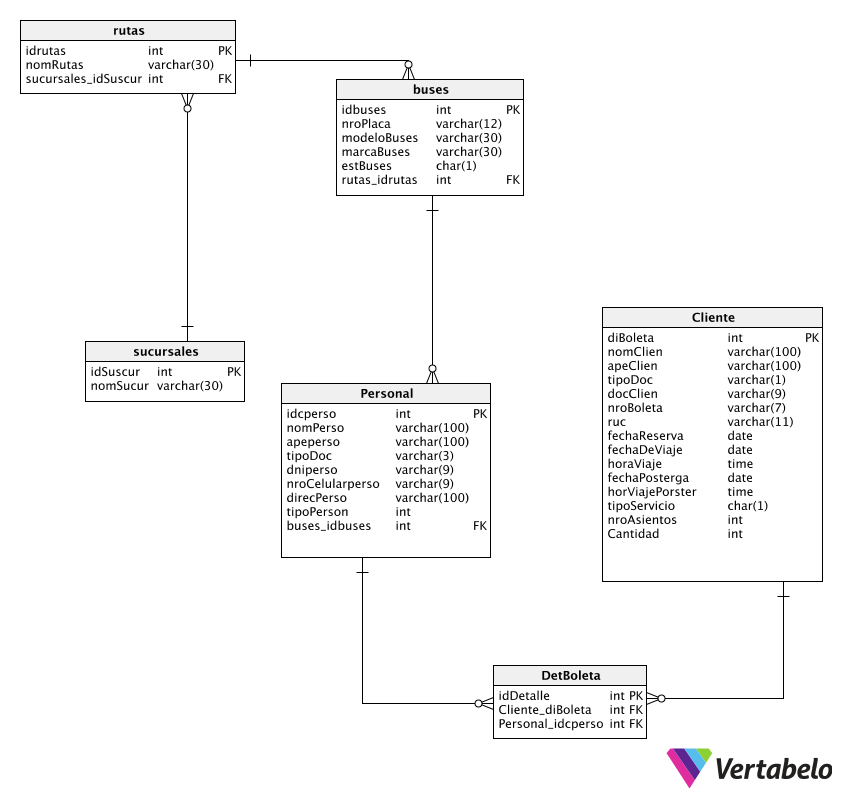 rutas
idrutas int PK
nomRutas varchar(30)
sucursales_idSuscur int FK
buses
idbuses int PK
nroPlaca varchar(12)
modeloBuses varchar(30)
marcaBuses varchar(30)
estBuses char(1)
rutas_idrutas int FK
sucursales
idSuscur int PK
nomSucur varchar(30)
Cliente
diBoleta int PK
nomClien varchar(100)
apeClien varchar(100)
tipoDoc varchar(1)
docClien varchar(9)
nroBoleta varchar(7)
ruc varchar(11)
fechaReserva date
fechaDeViaje date
horaViaje time
fechaPosterga date
horViajePorster time
tipoServicio char(1)
nroAsientos int
Cantidad int
Personal
idcperso int PK
nomPerso varchar(100)
apeperso varchar(100)
tipoDoc varchar(3)
dniperso varchar(9)
nroCelularperso varchar(9)
direcPerso varchar(100)
tipoPerson int
buses_idbuses int FK
DetBoleta
idDetalle int PK
Cliente_diBoleta int FK
Personal_idcperso int FK
Vertabelo